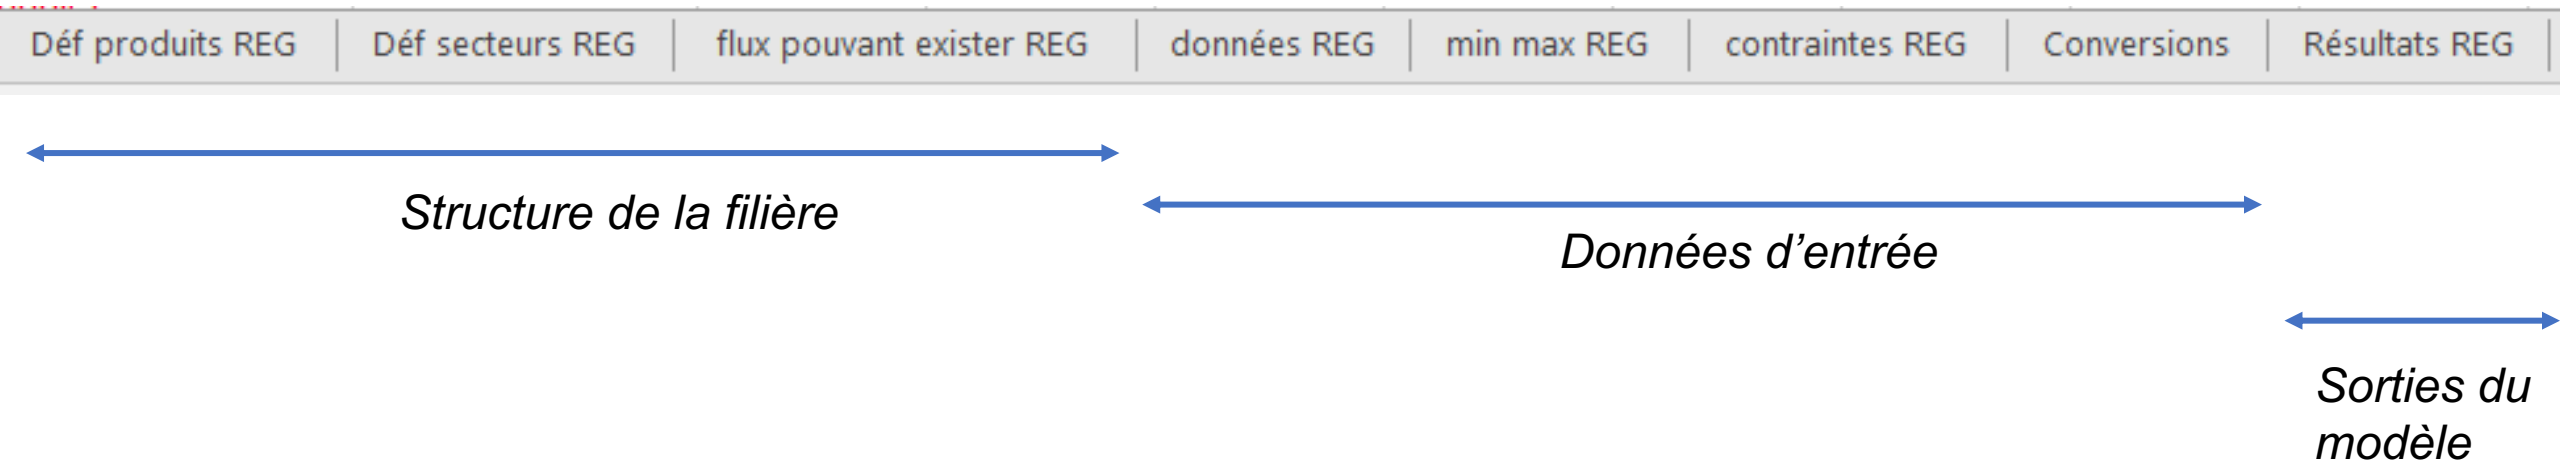 Déf produits REG
Déf secteurs REG
flux pouvant exister REG
données REG
min max REG
contraintes REG
Conversions
Résultats REG
Structure de la filière
Données d’entrée
Sorties du
modèle